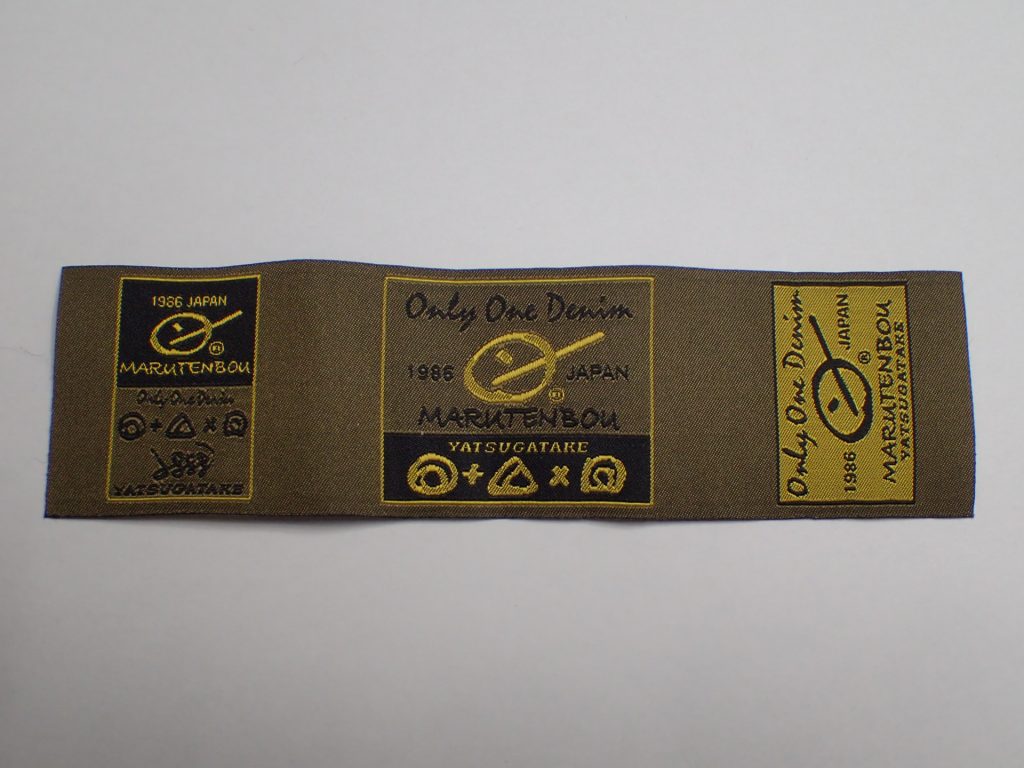 1986 JAPAN
®
MARUTENBOU
Only One Denim
+ ×
YATSUGATAKE
Only One Denim
1986 JAPAN
®
MARUTENBOU
YATSUGATAKE
+ ×
Only One Denim
1986 JAPAN
®
MARUTENBOU
YATSUGATAKE